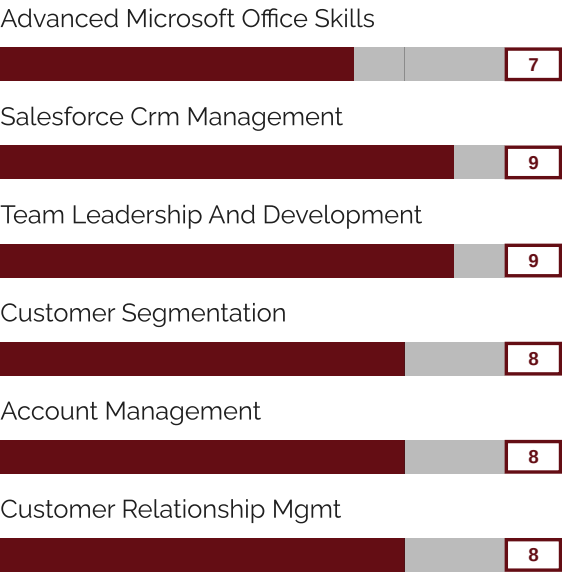 Advanced Microsoft Office Skills
7
Salesforce Crm Management
9
Team Leadership And Development
9
Customer Segmentation
8
Account Management
8
Customer Relationship Mgmt
8